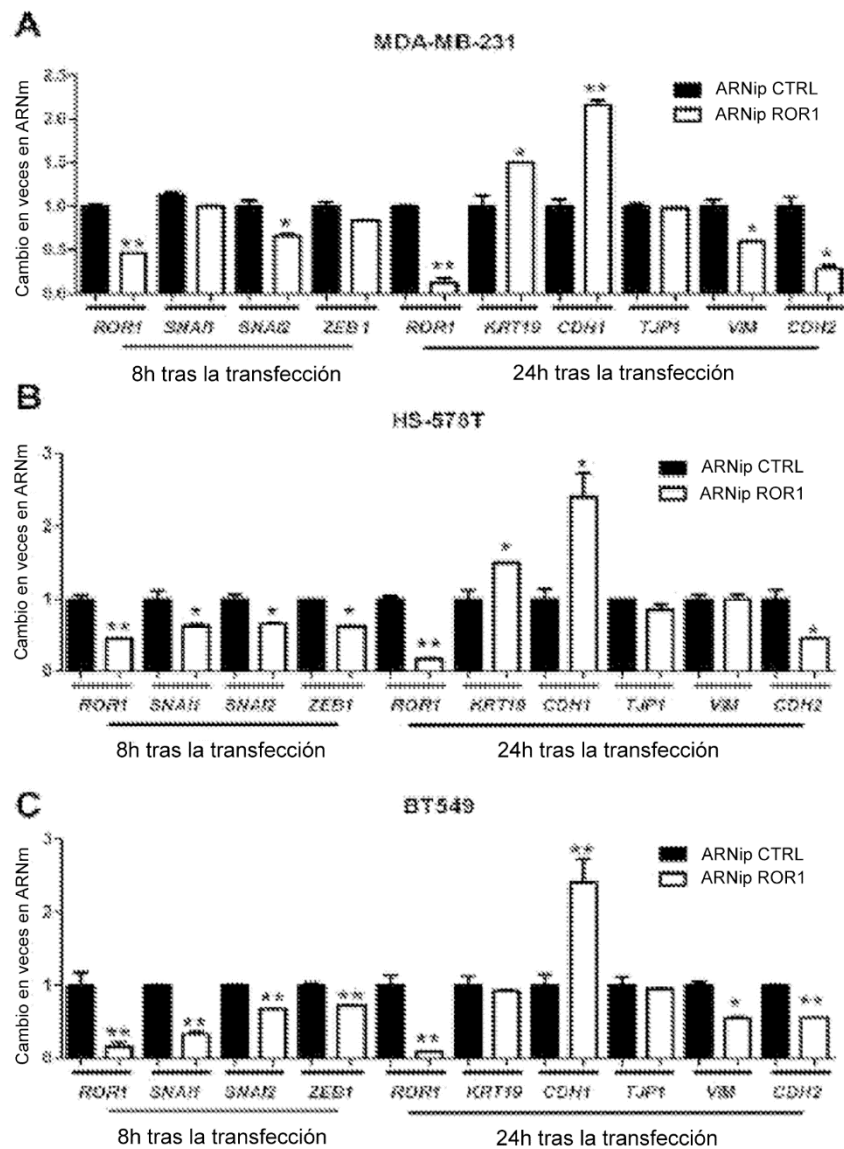 A
MDA-MB-231
Cambio en veces en ARNm
2.5
2.0
1.5
1.0
0.5
0.0
ARNip CTRL
ARNip ROR1
** * * ** * ** * *
ROR1 SNAI1 SNAI2 ZEB1 ROR1 KRT19 CDH1 TJP1 VIM CDH2
8h tras la transfección 24h tras la transfección
B
HS-578T
Cambio en veces en ARNm
3
2
1
0
ARNip CTRL
ARNip ROR1
** * * * ** * * *
ROR1 SNAI1 SNAI2 ZEB1 ROR1 KRT19 CDH1 TJP1 VIM CDH2
8h tras la transfección 24h tras la transfección
C
BT549
Cambio en veces en ARNm
3
2
1
0
ARNip CTRL
ARNip ROR1
** ** ** ** ** ** * **
ROR1 SNAI1 SNAI2 ZEB1 ROR1 KRT19 CDH1 TJP1 VIM CDH2
8h tras la transfección 24h tras la transfección